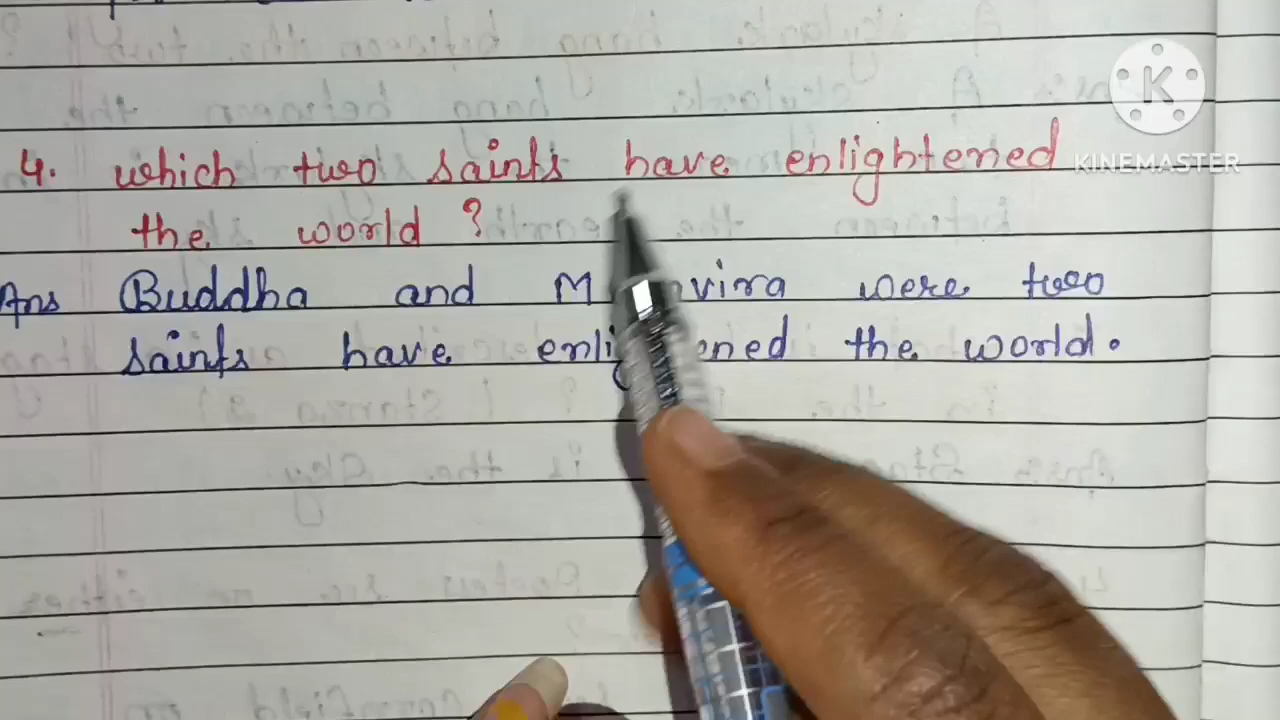 4. which two saints have enlightened
the world ?
Ans Buddha and were two
saints have the world.
KINEMASTER